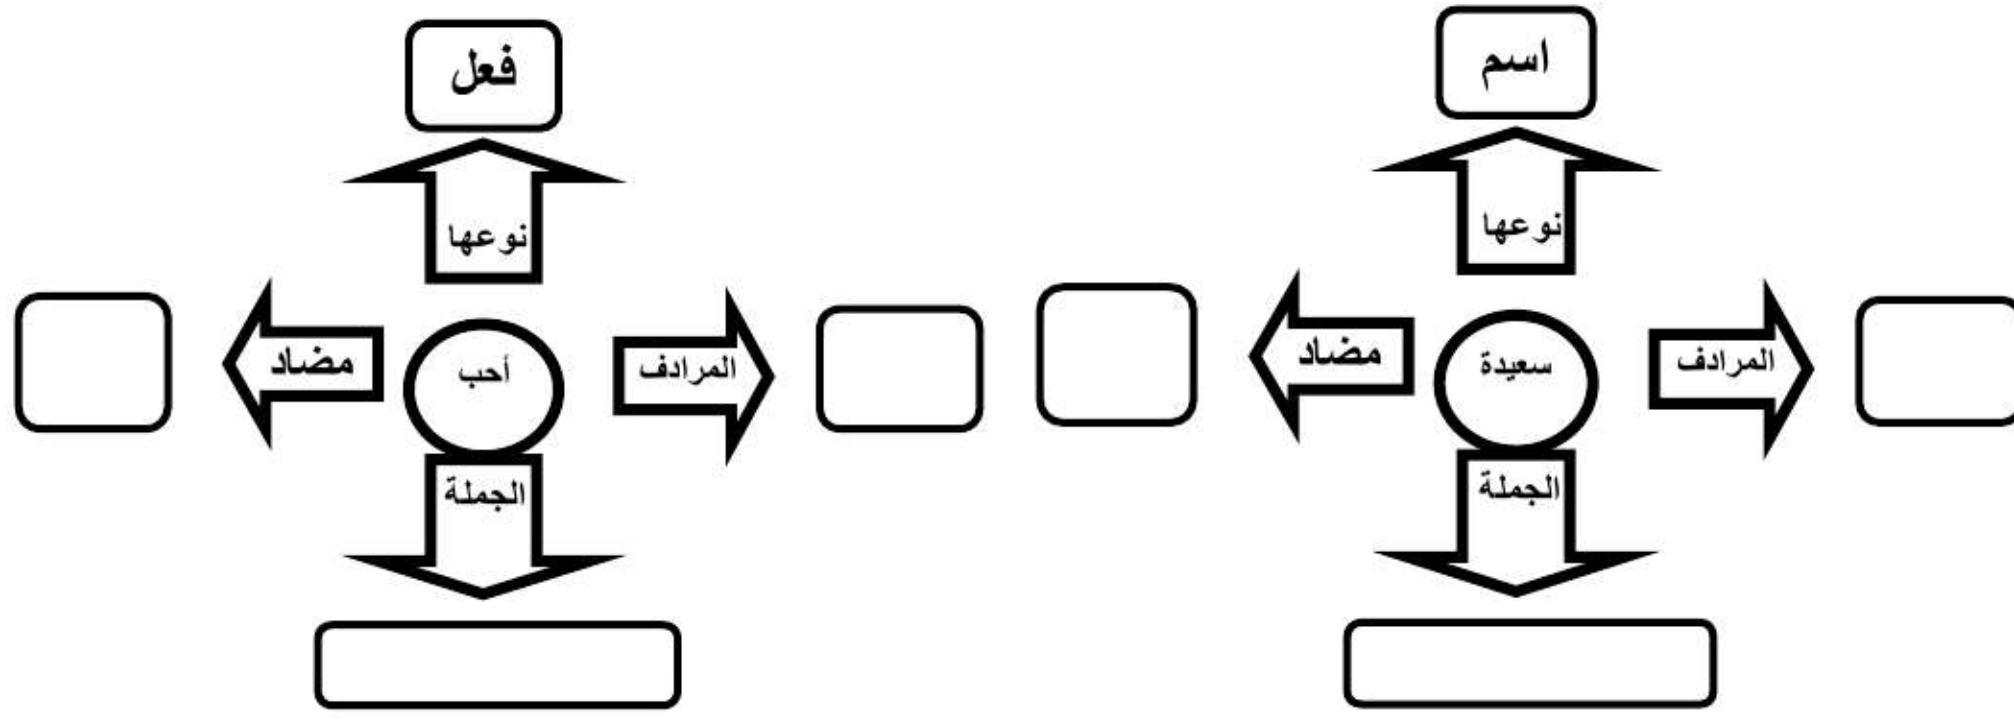 اسم
نوعها
المرادف
سعيدة
مضاد
الجملة
فعل
نوعها
المرادف
أحب
مضاد
الجملة